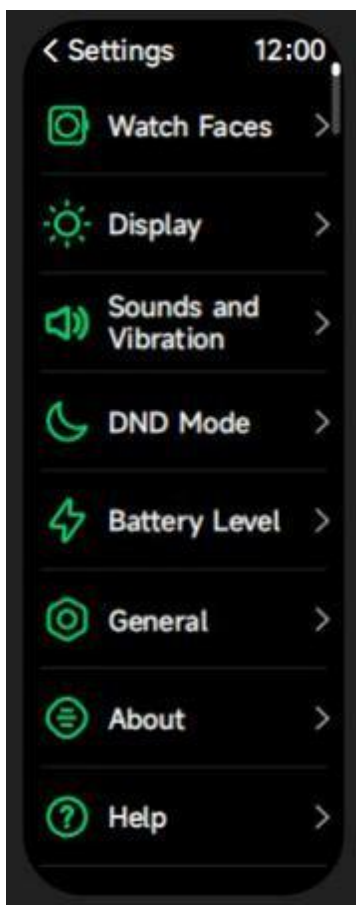 < Settings 12:00
Watch Faces >
Display >
Sounds and
Vibration >
DND Mode >
Battery Level >
General >
About >
? Help >